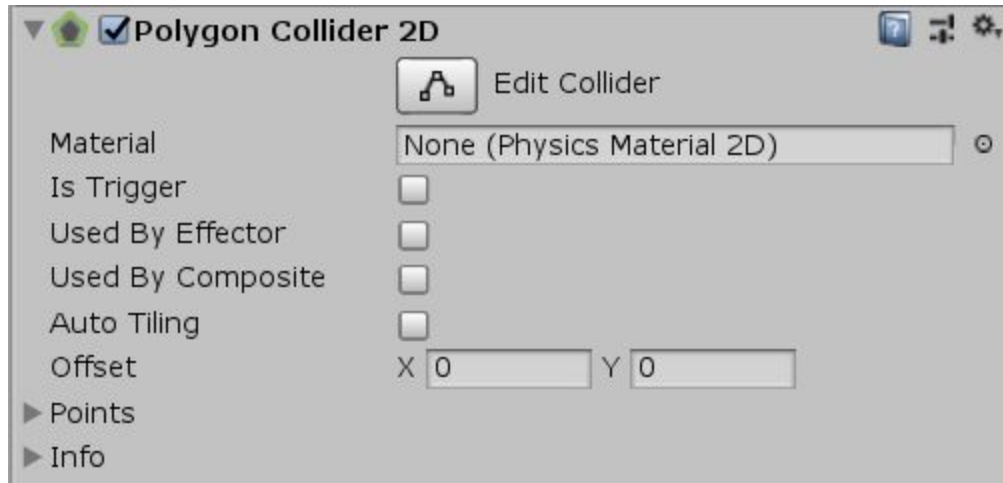 Polygon Collider 2D
Edit Collider
Material None (Physics Material 2D)
Is Trigger
Used By Effector
Used By Composite
Auto Tiling
Offset X 0 Y 0
Points
Info